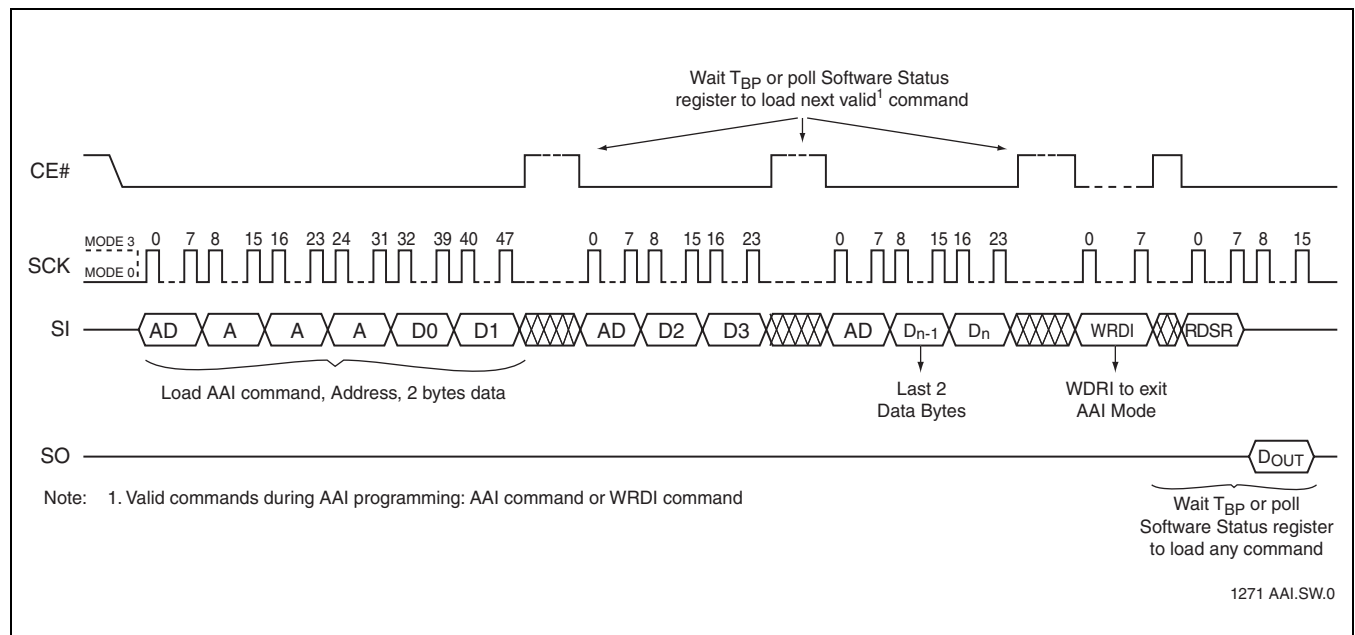 Wait TBP or poll Software Status
register to load next valid1 command
CE#
MODE 3
MODE 0
SCK
0 7 8 15 16 23 24 31 32 39 40 47 0 7 8 15 16 23 0 7 8 15 16 23 0 7 0 7 8 15
SI
AD A A A D0 D1 AD D2 D3 AD Dn-1 Dn WRDI RDSR
Load AAI command, Address, 2 bytes data
Last 2
Data Bytes
WDRI to exit
AAI Mode
SO
DOUT
Note: 1. Valid commands during AAI programming: AAI command or WRDI command
Wait TBP or poll
Software Status register
to load any command
1271 AAI.SW.0